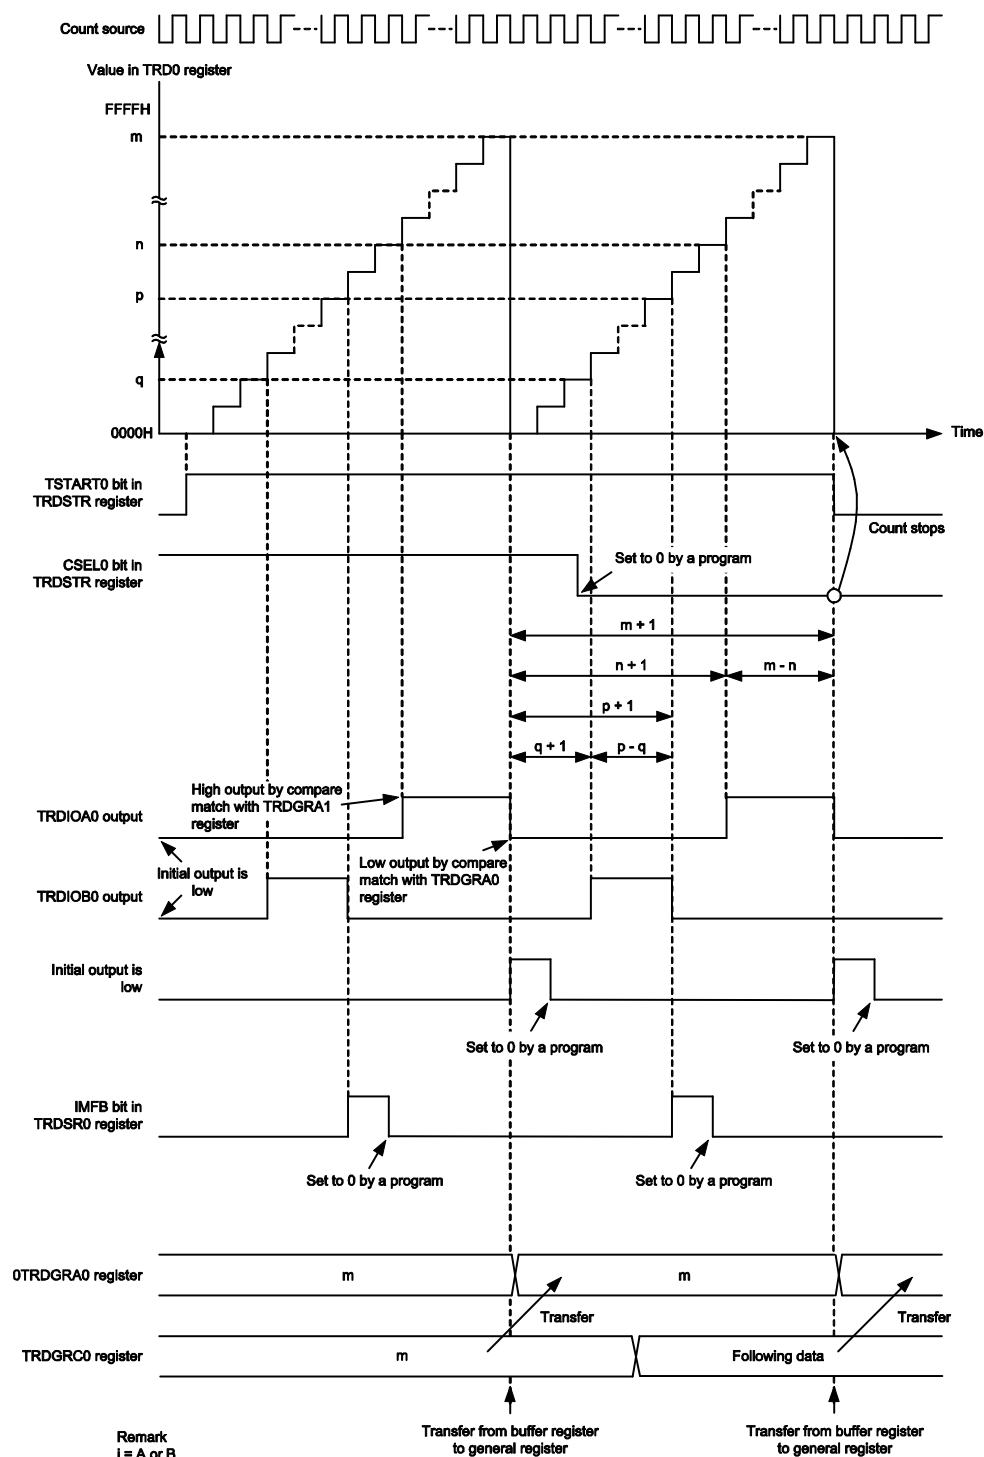 Count source
Value in TRD0 register
FFFFH
m
n
p
q
0000H
Time
TSTART0 bit in
TRDSTR register
Count stops
CSEL0 bit in
TRDSTR register
Set to 0 by a program
m + 1
n + 1
m - n
p + 1
q + 1
p - q
High output by compare
match with TRDGRA1
register
TRDIOA0 output
Low output by compare
match with TRDGRA0
register
Initial output is
low
TRDIOB0 output
Initial output is
low
Set to 0 by a program
Set to 0 by a program
IMFB bit in
TRDSR0 register
Set to 0 by a program
Set to 0 by a program
0TRDGRA0 register
m
m
Transfer
Transfer
TRDGRC0 register
m
Following data
Transfer from buffer register
to general register
Transfer from buffer register
to general register
Remark
i = A or B